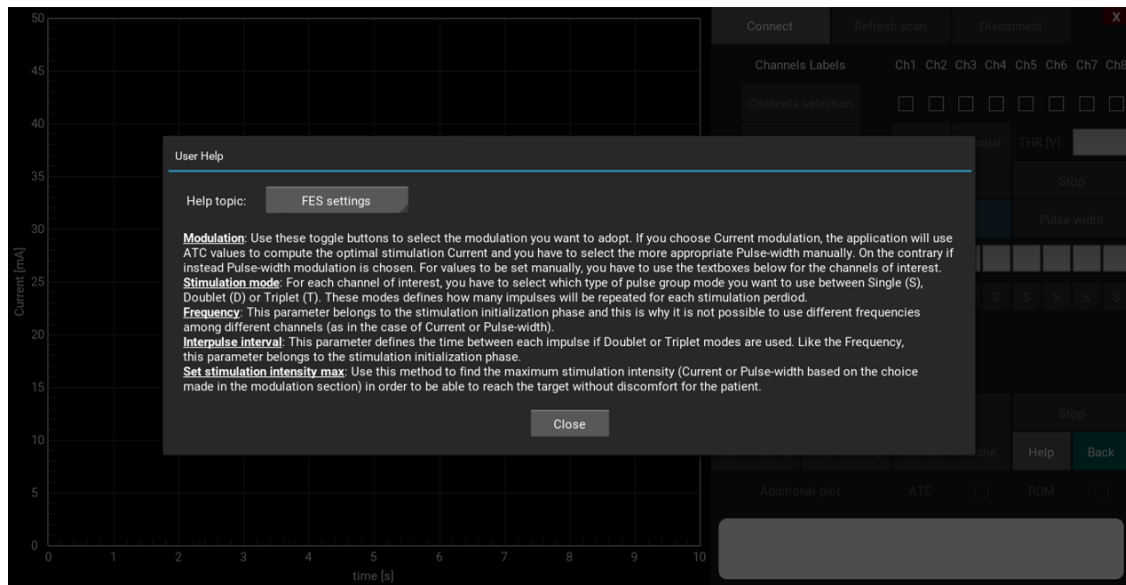 50
45
40
35
30
25
20
15
10
5
0
Current [mA]
0 1 2 3 4 5 6 7 8 9 10
time [s]
Connect Refresh scan Disconnect X
Channels Labels Ch1 Ch2 Ch3 Ch4 Ch5 Ch6 Ch7 Ch8
Channels selection
THR [V]:
Stop
Pulse width
S S S S S
User Help
Help topic: FES settings
Modulation: Use these toggle buttons to select the modulation you want to adopt. If you choose Current modulation, the application will use
ATC values to compute the optimal stimulation Current and you have to select the more appropriate Pulse-width manually. On the contrary if
instead Pulse-width modulation is chosen. For values to be set manually, you have to use the textboxes below for the channels of interest.
Stimulation mode: For each channel of interest, you have to select which type of pulse group mode you want to use between Single (S),
Doublet (D) or Triplet (T). These modes defines how many impulses will be repeated for each stimulation perdiod.
Frequency: This parameter belongs to the stimulation initialization phase and this is why it is not possible to use different frequencies
among different channels (as in the case of Current or Pulse-width).
Interpulse interval: This parameter defines the time between each impulse if Doublet or Triplet modes are used. Like the Frequency,
this parameter belongs to the stimulation initialization phase.
Set stimulation intensity max: Use this method to find the maximum stimulation intensity (Current or Pulse-width based on the choice
made in the modulation section) in order to be able to reach the target without discomfort for the patient.
Close
Stop
Help Back
Additional plot ATC ROM